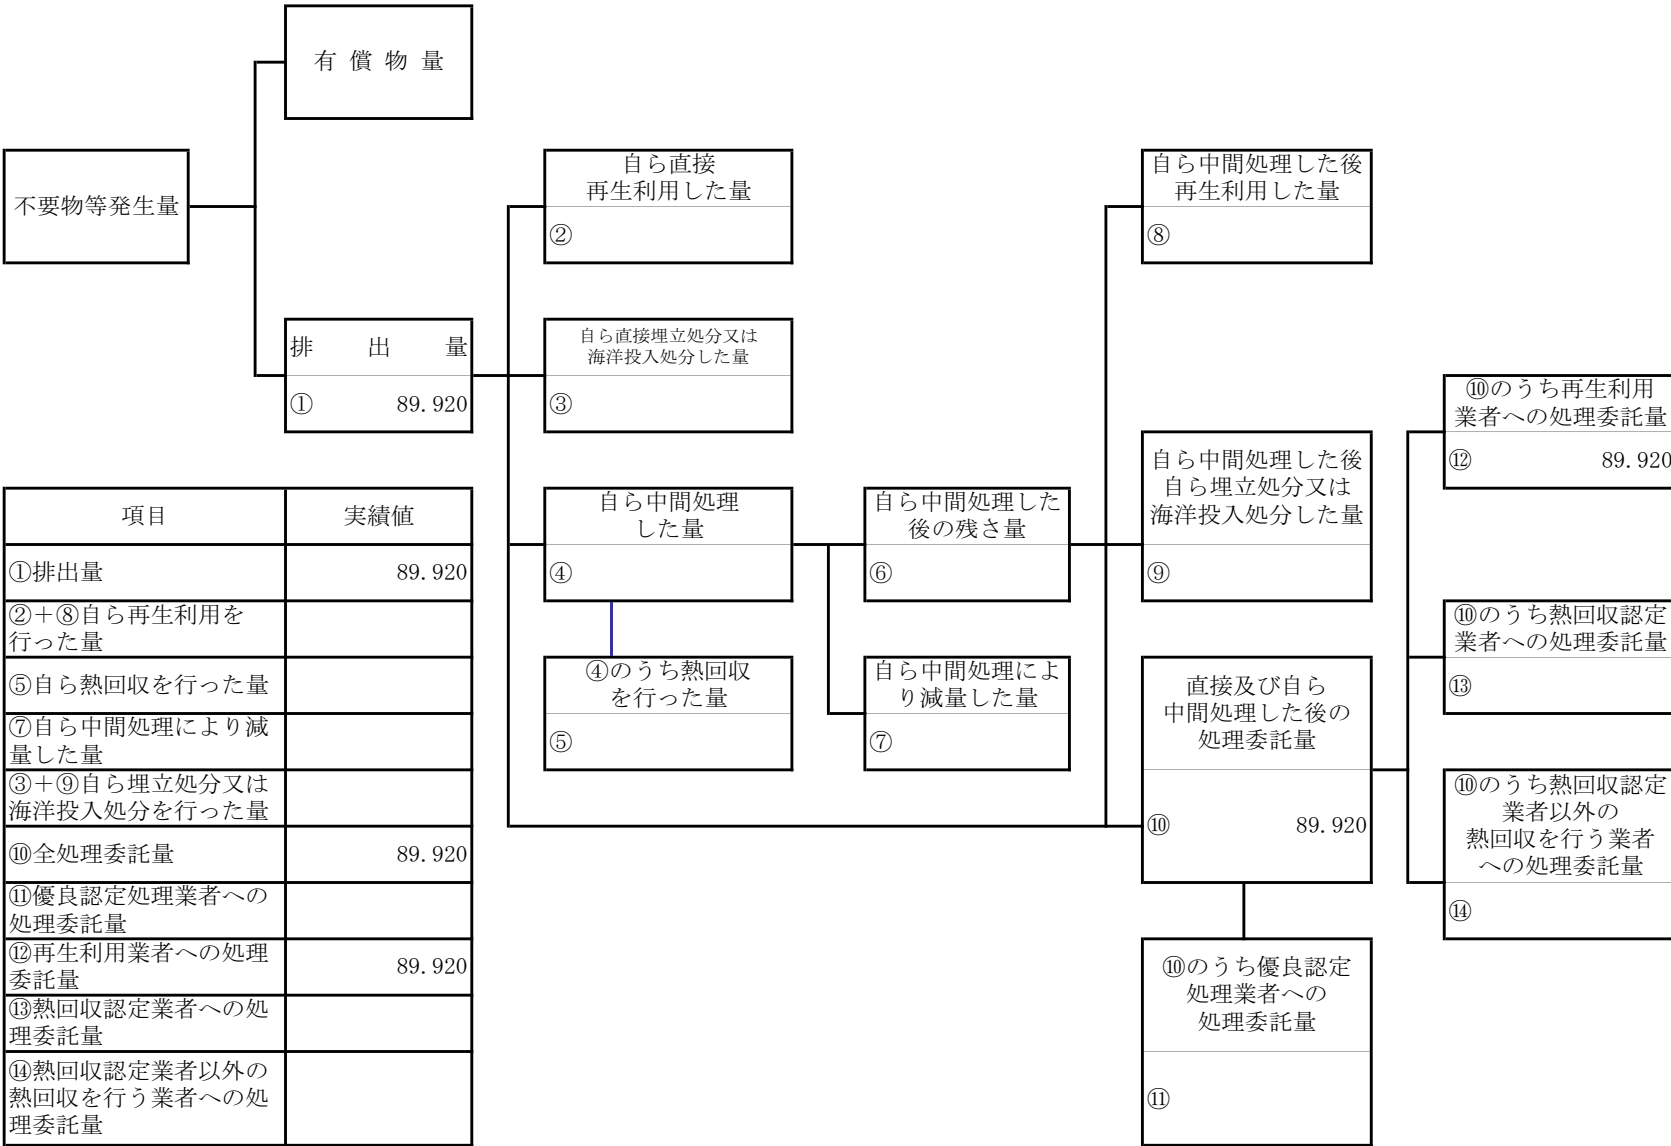 有償物量
不要物等発生量
排出量
① 89.920
自ら直接
再生利用した量
②
自ら直接埋立処分又は
海洋投入処分した量
③
自ら中間処理
した量
④
④のうち熱回収
を行った量
⑤
自ら中間処理した
後の残さ量
⑥
自ら中間処理によ
り減量した量
⑦
自ら中間処理した後
再生利用した量
⑧
自ら中間処理した後
自ら埋立処分又は
海洋投入処分した量
⑨
直接及び自ら
中間処理した後の
処理委託量
⑩ 89.920
⑩のうち優良認定
処理業者への
処理委託量
⑪
⑩のうち再生利用
業者への処理委託量
⑫ 89.920
⑩のうち熱回収認定
業者への処理委託量
⑬
⑩のうち熱回収認定
業者以外の
熱回収を行う業者
への処理委託量
⑭
項目 実績値
①排出量 89.920
②＋⑧自ら再生利用を
行った量
⑤自ら熱回収を行った量
⑦自ら中間処理により減
量した量
③＋⑨自ら埋立処分又は
海洋投入処分を行った量
⑩全処理委託量 89.920
⑪優良認定処理業者への
処理委託量
⑫再生利用業者への処理
委託量 89.920
⑬熱回収認定業者への処
理委託量
⑭熱回収認定業者以外の
熱回収を行う業者への処
理委託量